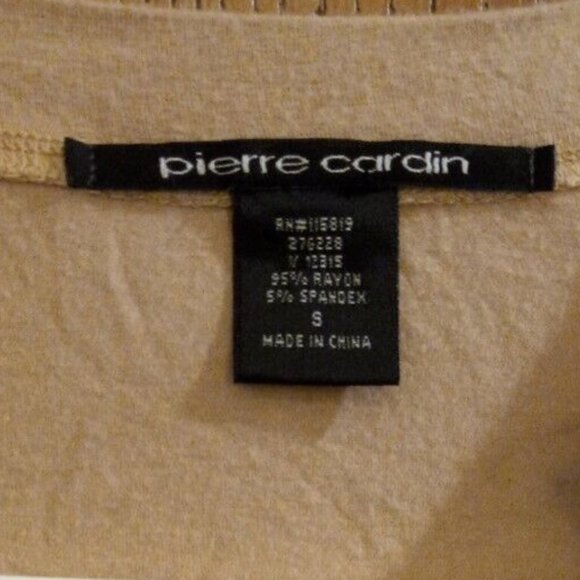 pierre cardin
RN#115819
276228
V 12315
95% RAYON
5% SPANDEX
S
MADE IN CHINA